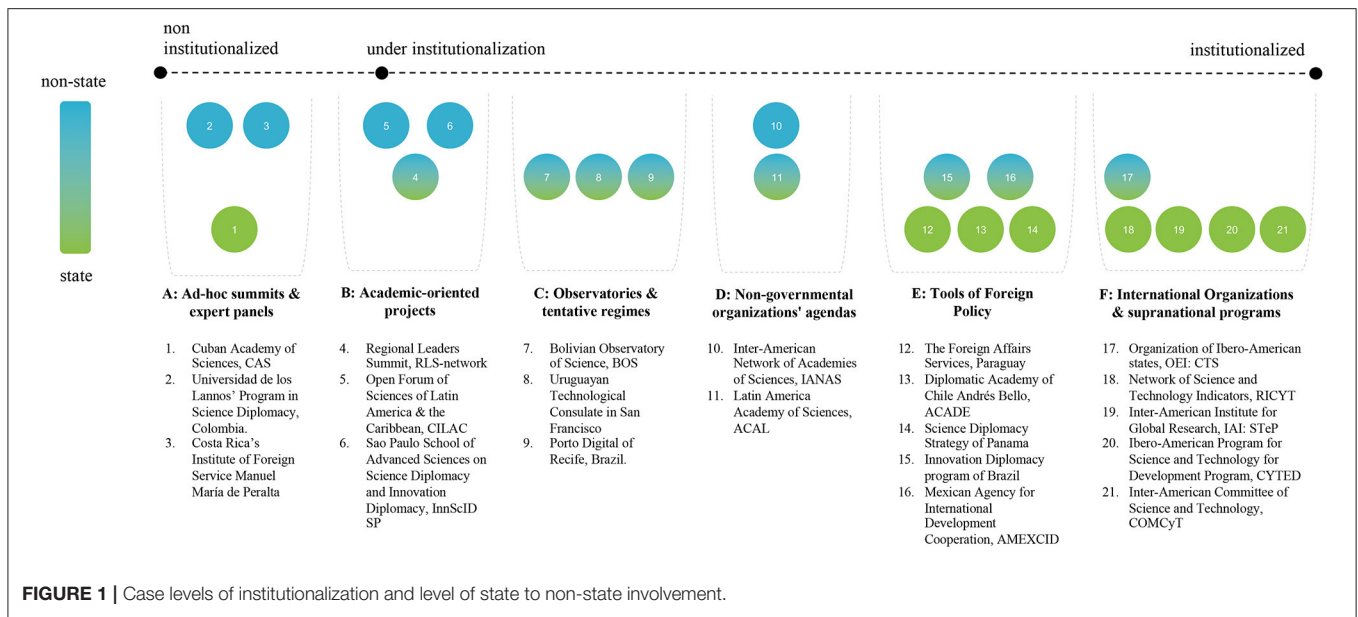 non
institutionalized
under institutionalization
institutionalized
non-state
state
2
3
1
5
6
4
7
8
9
10
11
15
16
12
13
14
17
18
19
20
21
A: Ad-hoc summits &
expert panels
1. Cuban Academy of
Sciences, CAS
2. Universidad de los
Lannos' Program in
Science Diplomacy,
Colombia.
3. Costa Rica's
Institute of Foreign
Service Manuel
María de Peralta
B: Academic-oriented
projects
4. Regional Leaders
Summit, RLS-network
5. Open Forum of
Sciences of Latin
America & the
Caribbean, CILAC
6. Sao Paulo School of
Advanced Sciences on
Science Diplomacy
and Innovation
Diplomacy, InnScID
SP
C: Observatories &
tentative regimes
7. Bolivian Observatory
of Science, BOS
8. Uruguayan
Technological
Consulate in San
Francisco
9. Porto Digital of
Recife, Brazil.
D: Non-governmental
organizations' agendas
10. Inter-American
Network of Academies
of Sciences, IANAS
11. Latin America
Academy of Sciences,
ACAL
E: Tools of Foreign
Policy
12. The Foreign Affairs
Services, Paraguay
13. Diplomatic Academy of
Chile Andrés Bello,
ACADE
14. Science Diplomacy
Strategy of Panama
15. Innovation Diplomacy
program of Brazil
16. Mexican Agency for
International
Development
Cooperation, AMEXCID
F: International Organizations
& supranational programs
17. Organization of Ibero-American
states, OEI: CTS
18. Network of Science and
Technology Indicators, RICYT
19. Inter-American Institute for
Global Research, IAI: STeP
20. Ibero-American Program for
Science and Technology for
Development Program, CYTED
21. Inter-American Committee of
Science and Technology,
COMCyT
FIGURE 1 | Case levels of institutionalization and level of state to non-state involvement.